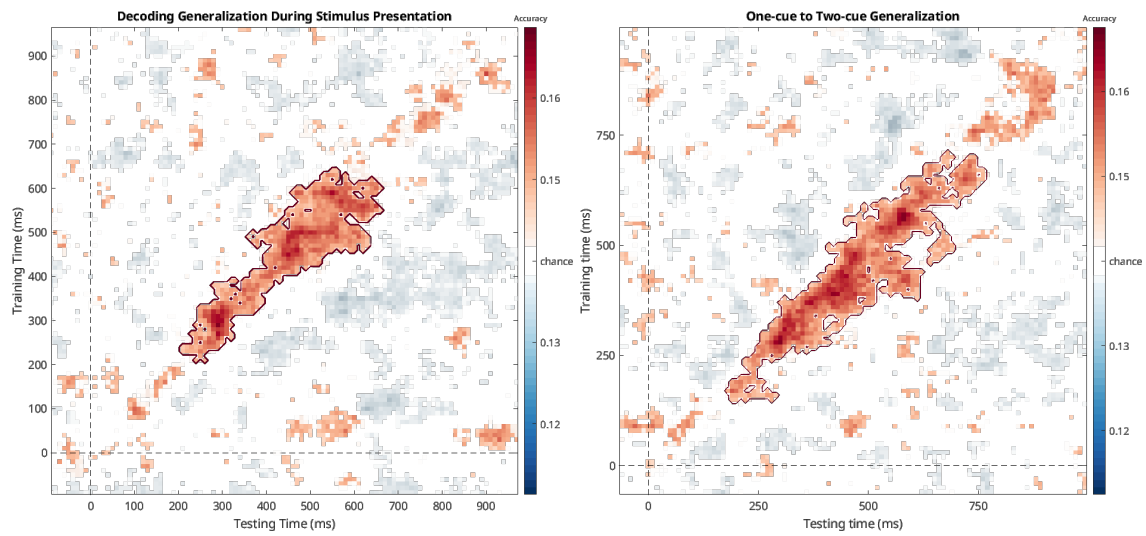 Decoding Generalization During Stimulus Presentation
Accuracy
900
800
700
600
500
400
300
200
100
0
0 100 200 300 400 500 600 700 800 900
Training Time (ms)
Testing Time (ms)
0.16
0.15
chance
0.13
0.12
One-cue to Two-cue Generalization
Accuracy
750
500
250
0
0 250 500 750
Training time (ms)
Testing time (ms)
0.16
0.15
chance
0.13
0.12